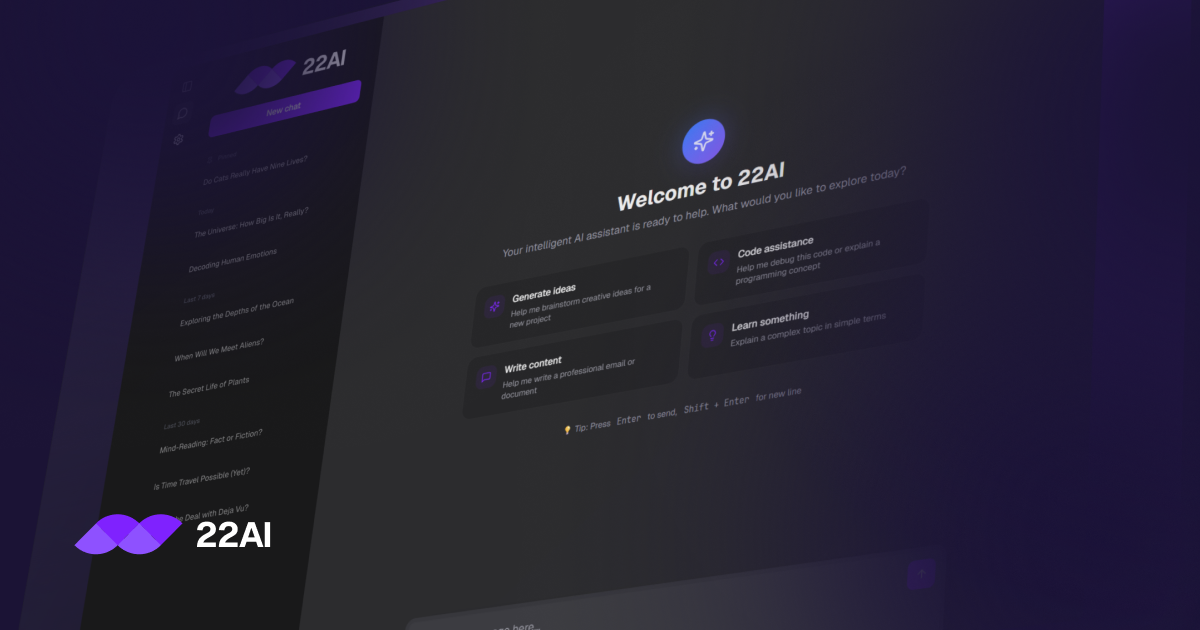 22AI
New chat
Do Cats Really Have Nine Lives?
Today
The Universe: How Big Is It, Really?
Decoding Human Emotions
Last 7 days
Exploring the Depths of the Ocean
When Will We Meet Aliens?
The Secret Life of Plants
Last 30 days
Mind-Reading: Fact or Fiction?
Is Time Travel Possible (Yet)?
Deal with Deja Vu?
Welcome to 22AI
Your intelligent AI assistant is ready to help. What would you like to explore today?
Generate ideas
Help me brainstorm creative ideas for a
new project
Code assistance
Help me debug this code or explain a
programming concept
Write content
Help me write a professional email or
document
Learn something
Explain a complex topic in simple terms
Tip: Press Enter to send, Shift + Enter for new line
here...
22AI